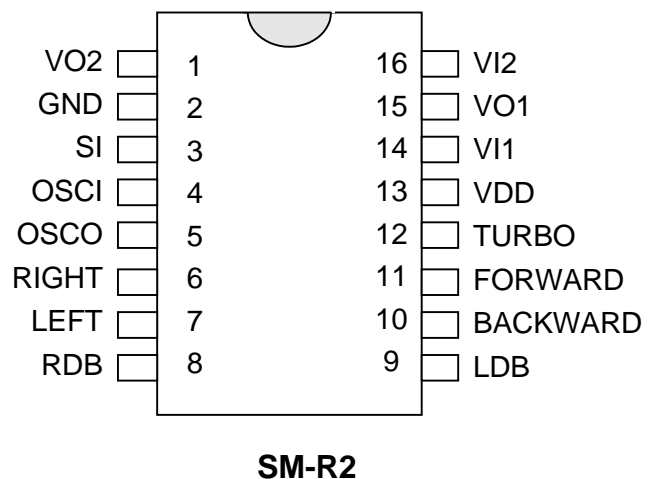 VO2 1 16 VI2
GND 2 15 VO1
SI 3 14 VI1
OSCI 4 13 VDD
OSCO 5 12 TURBO
RIGHT 6 11 FORWARD
LEFT 7 10 BACKWARD
RDB 8 9 LDB
SM-R2